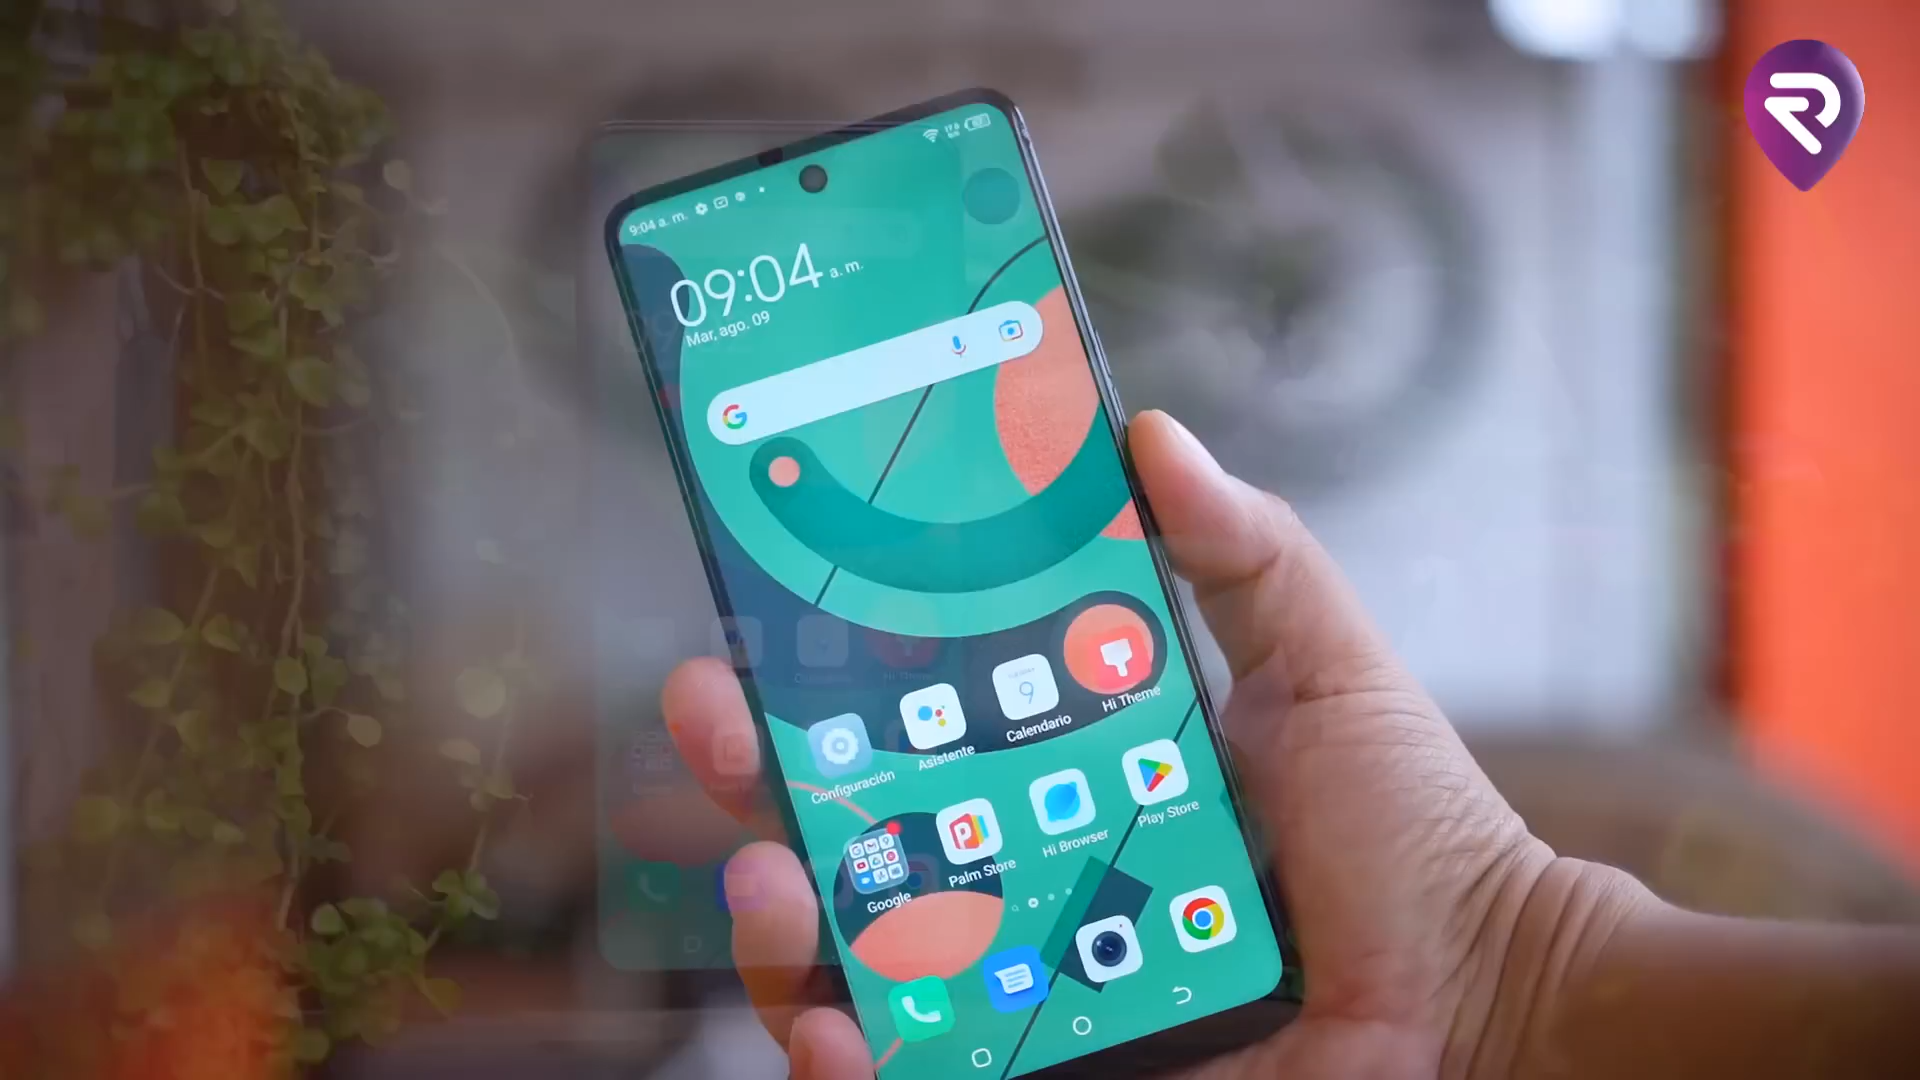 9:04 a. m.
09:04 a. m.
Mar, ago. 09
Configuración
Asistente
Calendario
9
Hi Theme
Google
Palm Store
Hi Browser
Play Store